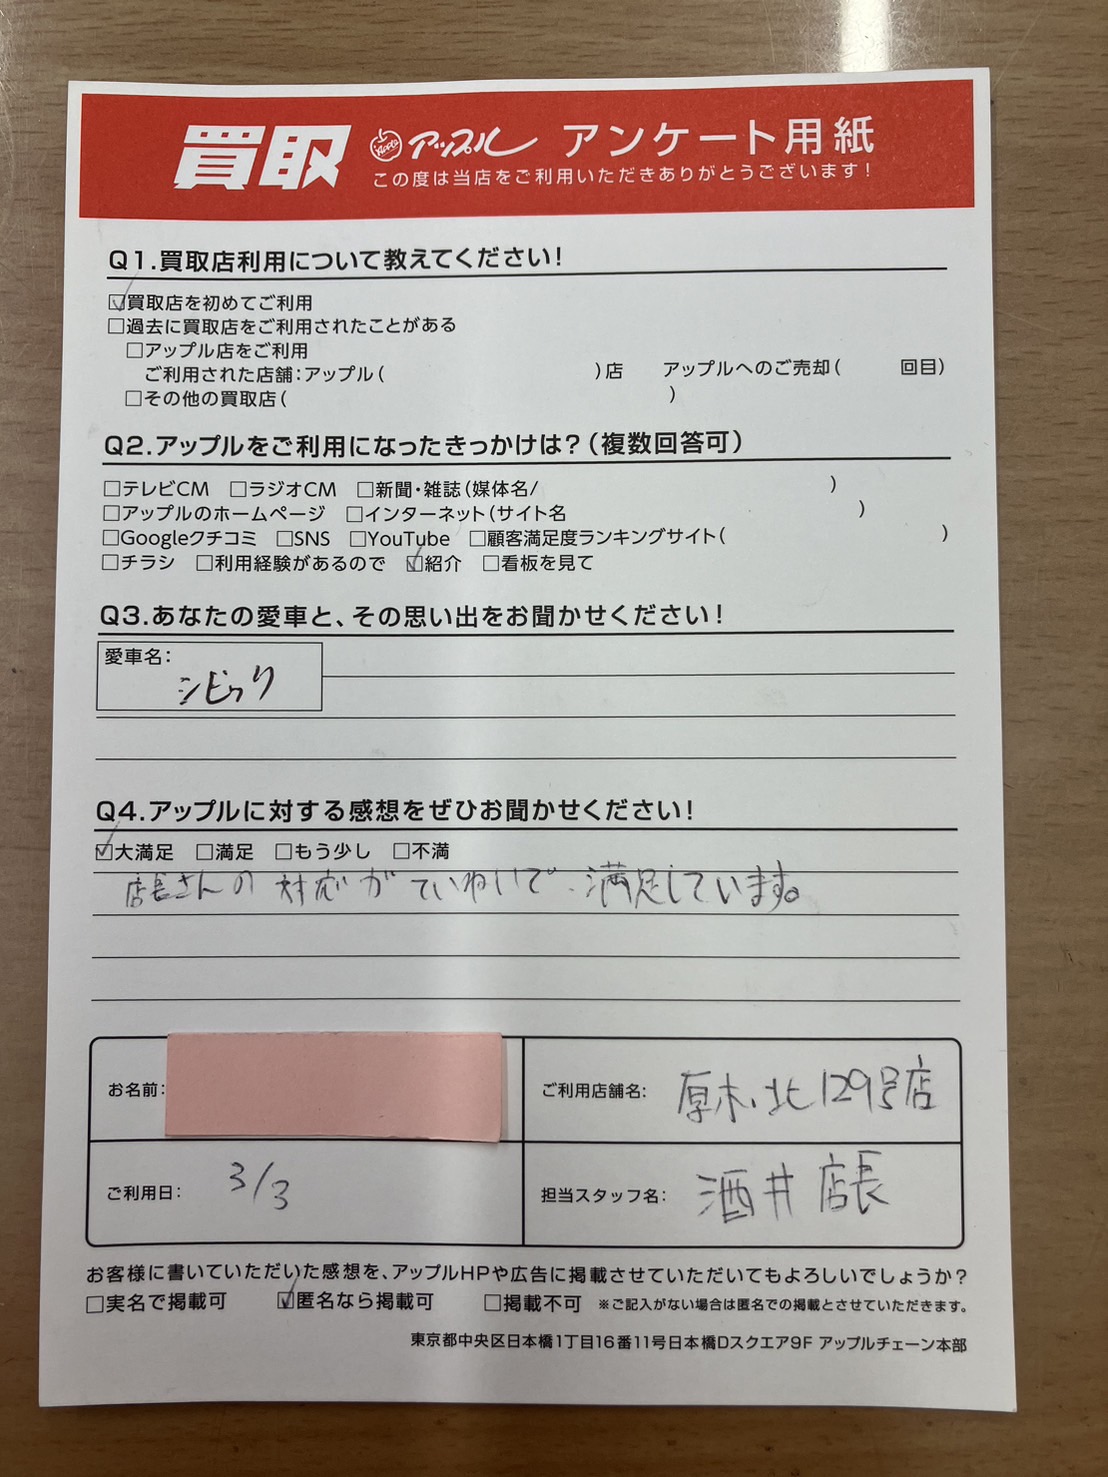 買取 アップル アンケート用紙
この度は当店をご利用いただきありがとうございます!
Q1.買取店利用について教えてください!
☑買取店を初めてご利用
□過去に買取店をご利用されたことがある
□アップル店をご利用
ご利用された店舗:アップル( )店 アップルへのご売却( 回目)
□その他の買取店( )
Q2.アップルをご利用になったきっかけは?(複数回答可)
□テレビCM □ラジオCM □新聞・雑誌(媒体名/ )
□アップルのホームページ □インターネット(サイト名 )
□Googleクチコミ □SNS □YouTube □顧客満足度ランキングサイト( )
□チラシ □利用経験があるので ☑紹介 □看板を見て
Q3.あなたの愛車と、その思い出をお聞かせください!
愛車名:
シビック
Q4.アップルに対する感想をぜひお聞かせください!
☑大満足 □満足 □もう少し □不満
店長さんの対応がていねいで、満足しています。
お名前: ご利用店舗名: 厚木北129号店
ご利用日: 3/3 担当スタッフ名: 酒井店長
お客様に書いていただいた感想を、アップルHPや広告に掲載させていただいてもよろしいでしょうか?
□実名で掲載可 ☑匿名なら掲載可 □掲載不可 ※ご記入がない場合は匿名での掲載とさせていただきます。
東京都中央区日本橋1丁目16番11号日本橋Dスクエア9F アップルチェーン本部